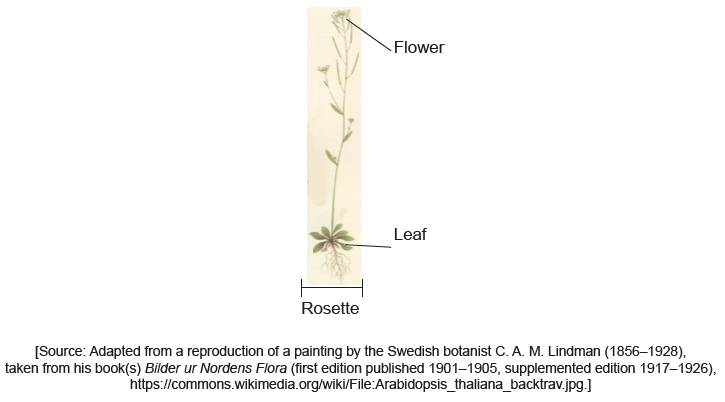 Flower
Leaf
Rosette
[Source: Adapted from a reproduction of a painting by the Swedish botanist C. A. M. Lindman (1856–1928),
taken from his book(s) Bilder ur Nordens Flora (first edition published 1901–1905, supplemented edition 1917–1926),
https://commons.wikimedia.org/wiki/File:Arabidopsis_thaliana_backtrav.jpg.]